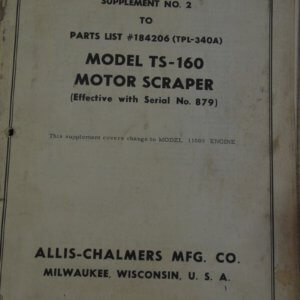 SUPPLEMENT NO. 2
TO
PARTS LIST #184206 (TPL-340A)
MODEL TS-160
MOTOR SCRAPER
(Effective with Serial No. 879)
This supplement covers change to MODEL 11000 ENGINE
ALLIS-CHALMERS MFG. CO.
MILWAUKEE, WISCONSIN, U. S. A.